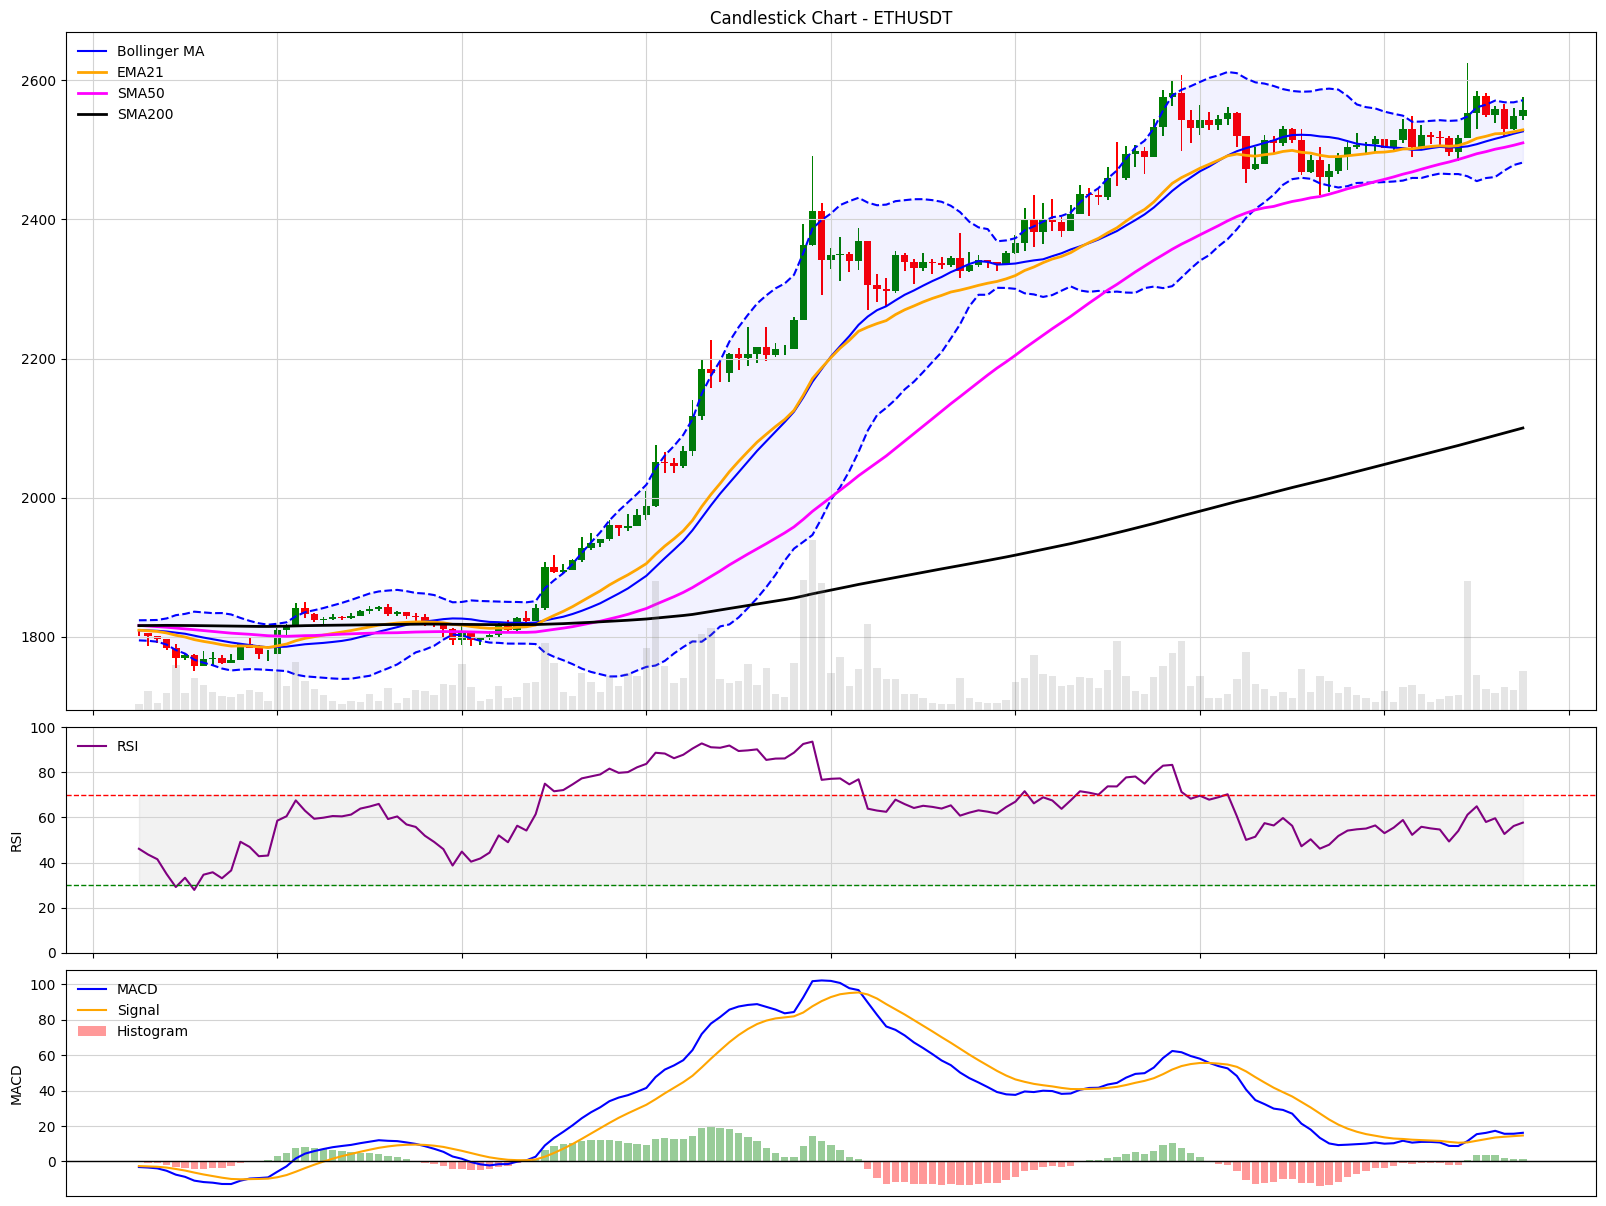 Candlestick Chart - ETHUSDT
Bollinger MA
EMA21
SMA50
SMA200
2600
2400
2200
2000
1800
RSI
100
80
60
40
20
0
RSI
MACD
Signal
Histogram
100
80
60
40
20
0
MACD